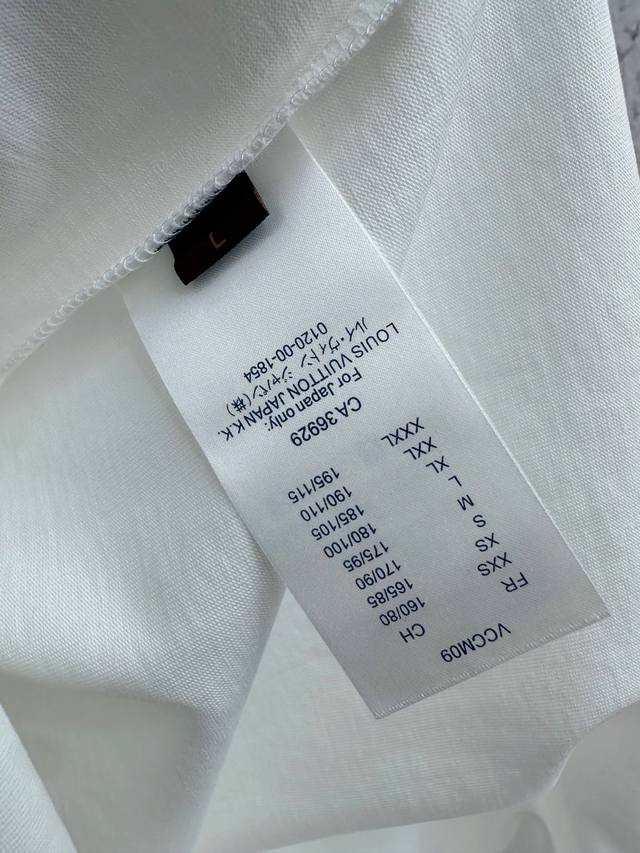 VCCM09
FR CH
XXS 160/80
XS 165/85
S 170/90
M 175/95
L 180/100
XL 185/105
XXL 190/110
XXXL 195/115
CA 36929
For Japan only:
LOUIS VUITTON JAPAN K.K.
ルイ・ヴィトン ジャパン(株)
0120-00-1854
L